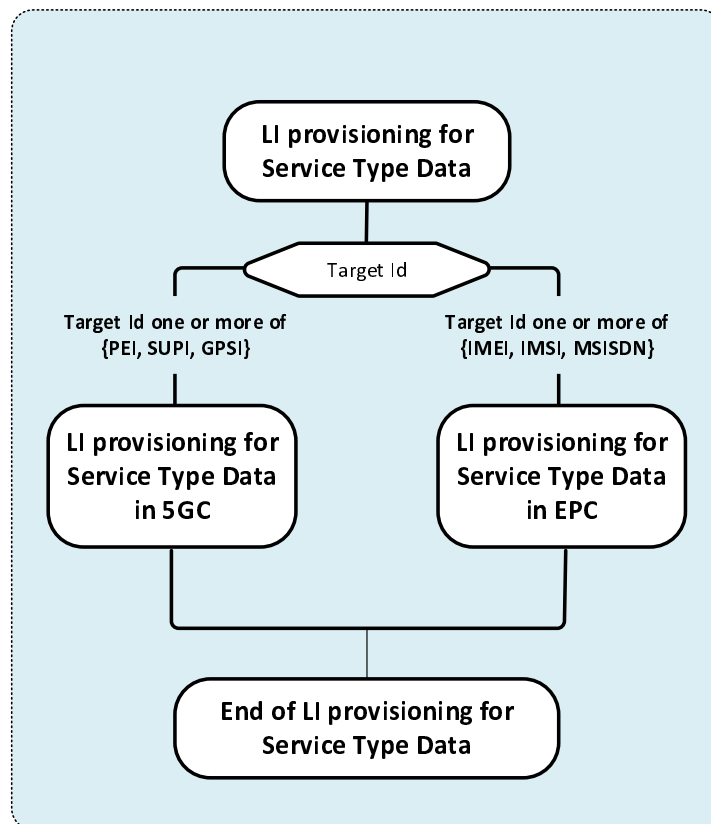 LI provisioning for
Service Type Data
Target Id
Target Id one or more of
{PEI, SUPI, GPSI}
Target Id one or more of
{IMEI, IMSI, MSISDN}
LI provisioning for
Service Type Data
in 5GC
LI provisioning for
Service Type Data
in EPC
End of LI provisioning for
Service Type Data